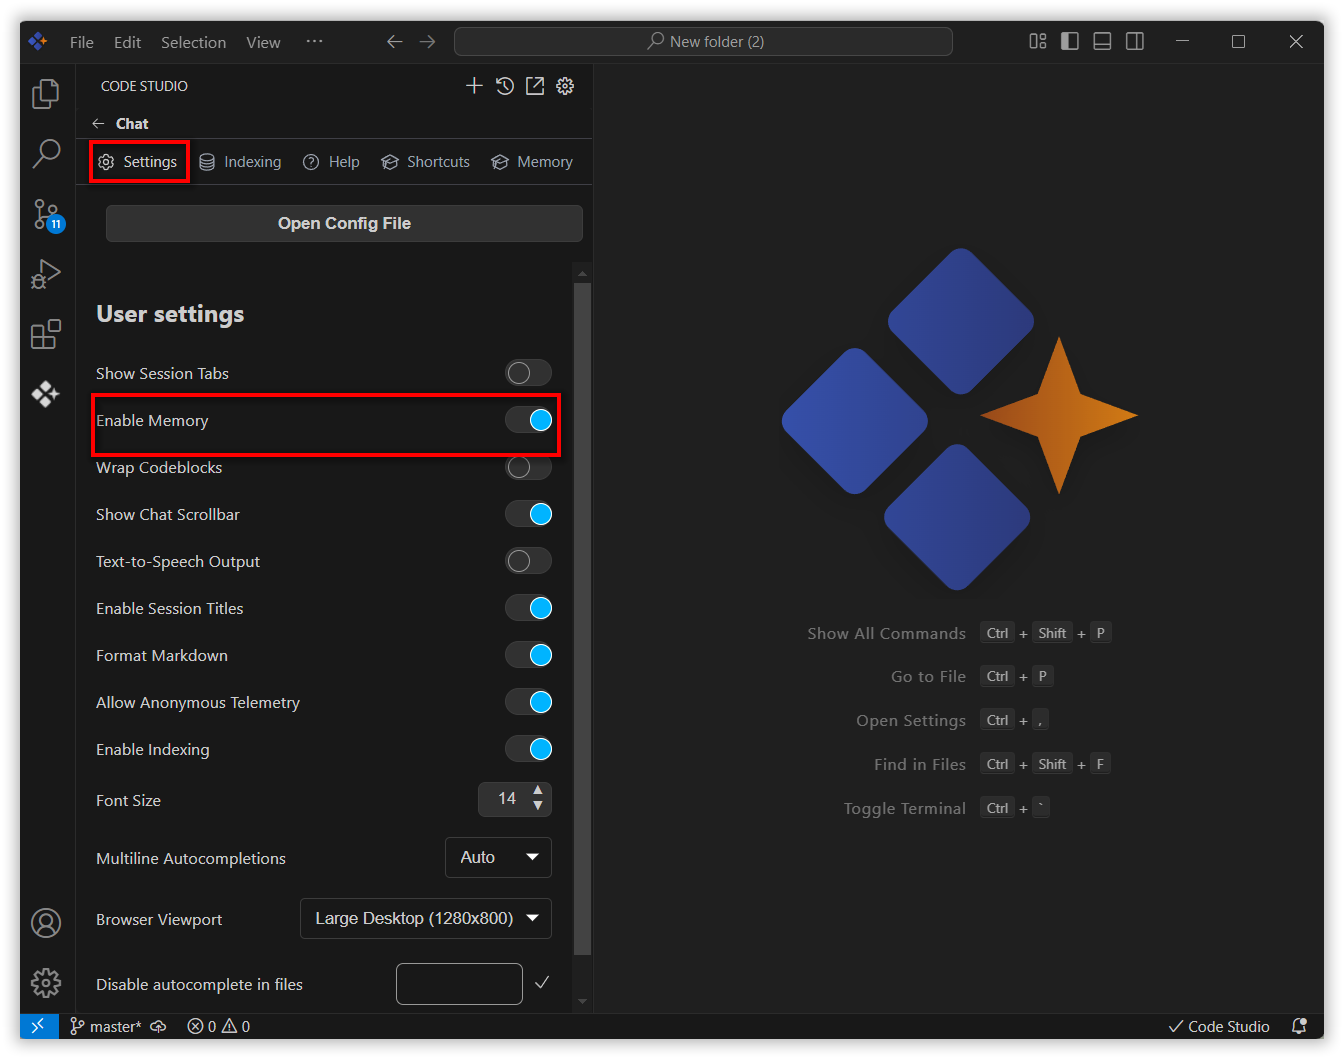 File Edit Selection View ··· New folder (2)
CODE STUDIO
Chat
Settings Indexing Help Shortcuts Memory
Open Config File
User settings
Show Session Tabs
Enable Memory
Wrap Codeblocks
Show Chat Scrollbar
Text-to-Speech Output
Enable Session Titles
Format Markdown
Allow Anonymous Telemetry
Enable Indexing
Font Size 14
Multiline Autocompletions Auto
Browser Viewport Large Desktop (1280x800)
Disable autocomplete in files
11
Show All Commands Ctrl + Shift + P
Go to File Ctrl + P
Open Settings Ctrl + ,
Find in Files Ctrl + Shift + F
Toggle Terminal Ctrl + `
master* 0 0 Code Studio